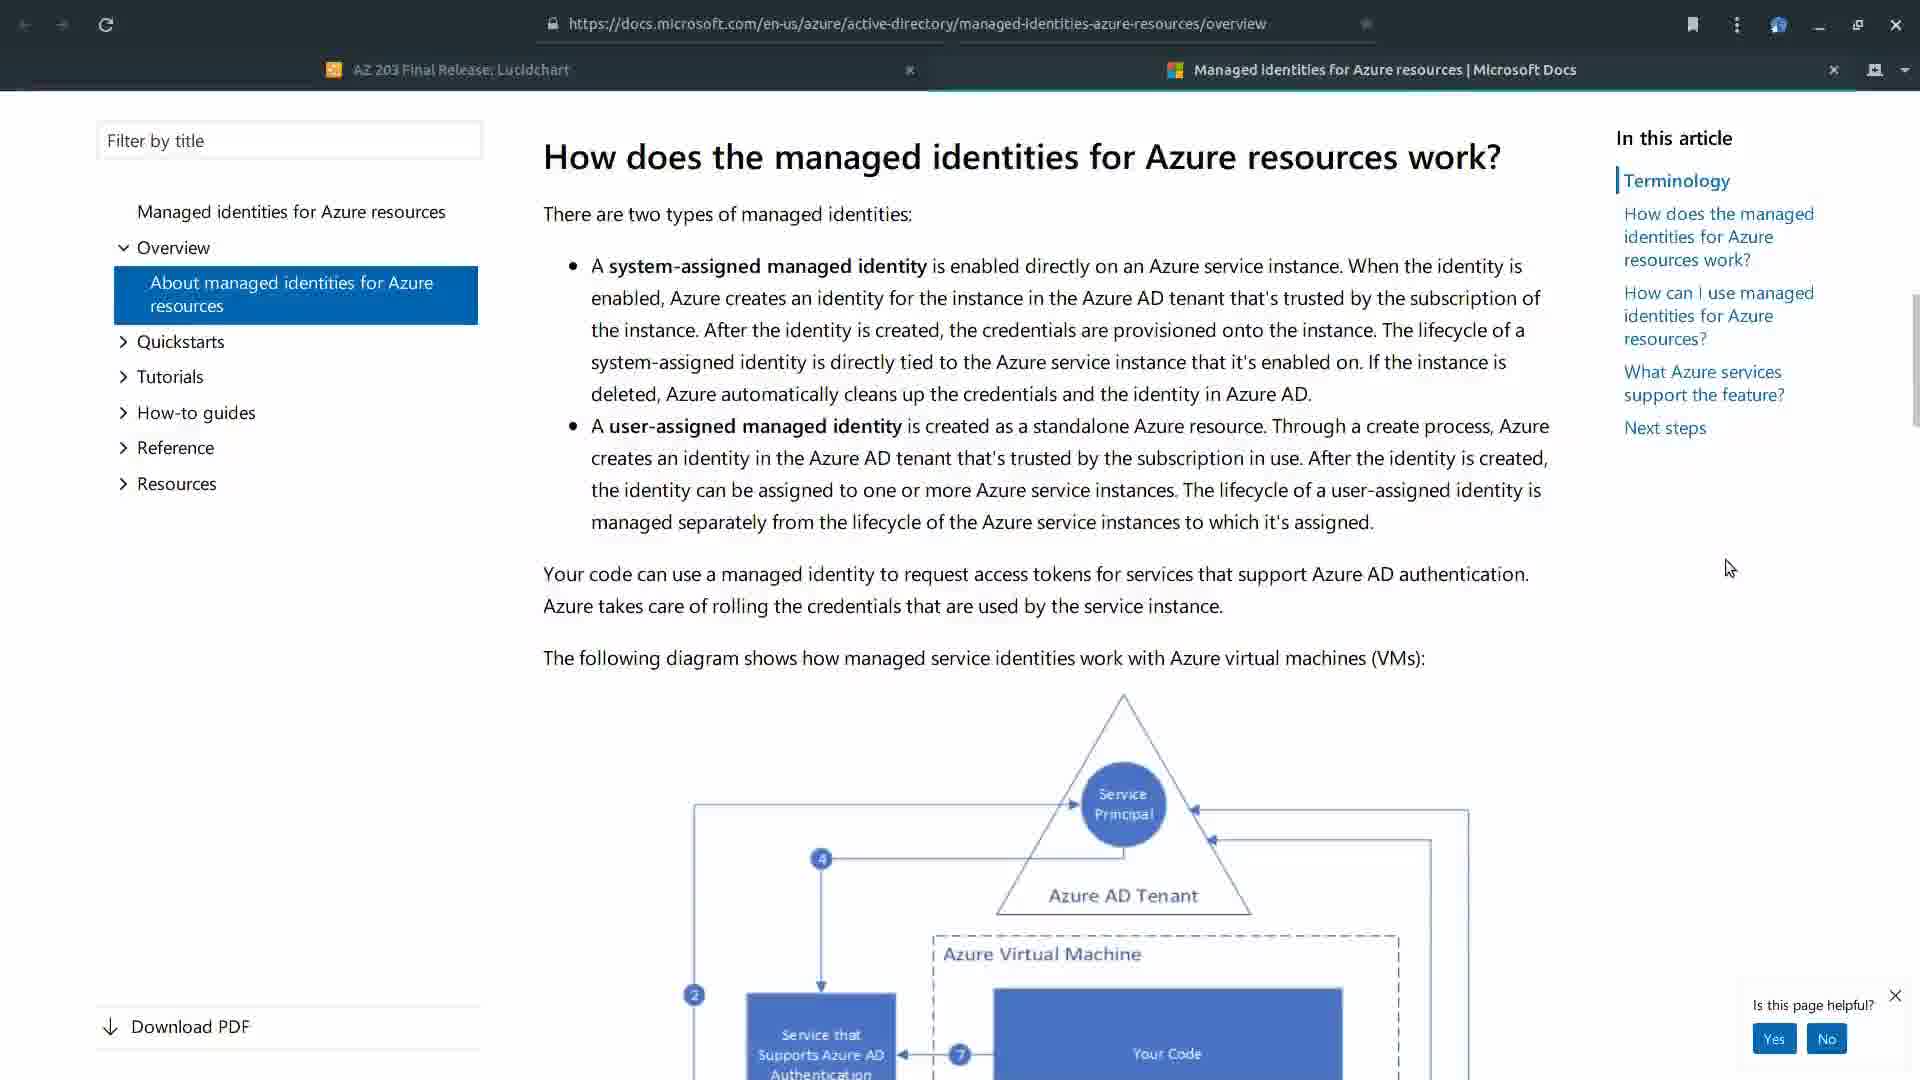 https://docs.microsoft.com/en-us/azure/active-directory/managed-identities-azure-resources/overview
AZ 203 Final Release: Lucidchart
Managed identities for Azure resources | Microsoft Docs
Filter by title
Managed identities for Azure resources
Overview
About managed identities for Azure
resources
Quickstarts
Tutorials
How-to guides
Reference
Resources
Download PDF
How does the managed identities for Azure resources work?
There are two types of managed identities:
A system-assigned managed identity is enabled directly on an Azure service instance. When the identity is
enabled, Azure creates an identity for the instance in the Azure AD tenant that's trusted by the subscription of
the instance. After the identity is created, the credentials are provisioned onto the instance. The lifecycle of a
system-assigned identity is directly tied to the Azure service instance that it's enabled on. If the instance is
deleted, Azure automatically cleans up the credentials and the identity in Azure AD.
A user-assigned managed identity is created as a standalone Azure resource. Through a create process, Azure
creates an identity in the Azure AD tenant that's trusted by the subscription in use. After the identity is created,
the identity can be assigned to one or more Azure service instances. The lifecycle of a user-assigned identity is
managed separately from the lifecycle of the Azure service instances to which it's assigned.
Your code can use a managed identity to request access tokens for services that support Azure AD authentication.
Azure takes care of rolling the credentials that are used by the service instance.
The following diagram shows how managed service identities work with Azure virtual machines (VMs):
Service
Principal
4
Azure AD Tenant
Azure Virtual Machine
2
Service that
Supports Azure AD
Authentication
7
Your Code
In this article
Terminology
How does the managed
identities for Azure
resources work?
How can I use managed
identities for Azure
resources?
What Azure services
support the feature?
Next steps
Is this page helpful?
Yes
No